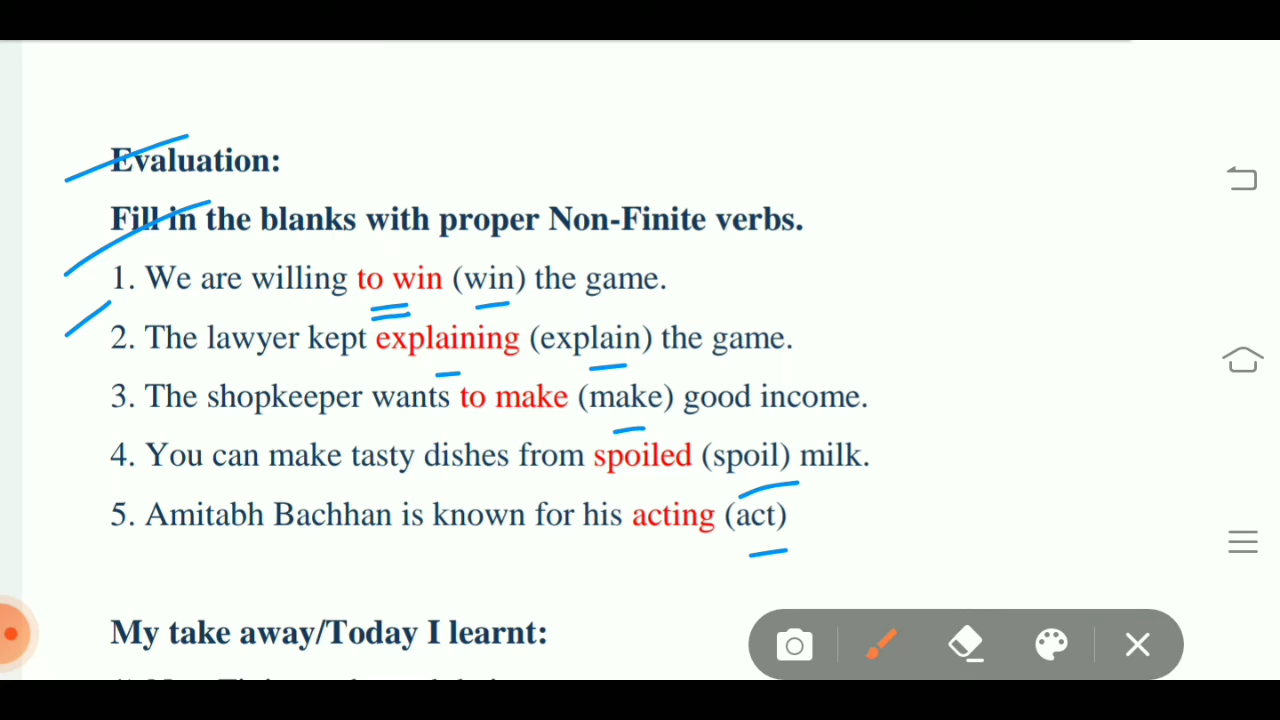 Evaluation:
Fill in the blanks with proper Non-Finite verbs.
1. We are willing to win (win) the game.
2. The lawyer kept explaining (explain) the game.
3. The shopkeeper wants to make (make) good income.
4. You can make tasty dishes from spoiled (spoil) milk.
5. Amitabh Bachhan is known for his acting (act)
My take away/Today I learnt: